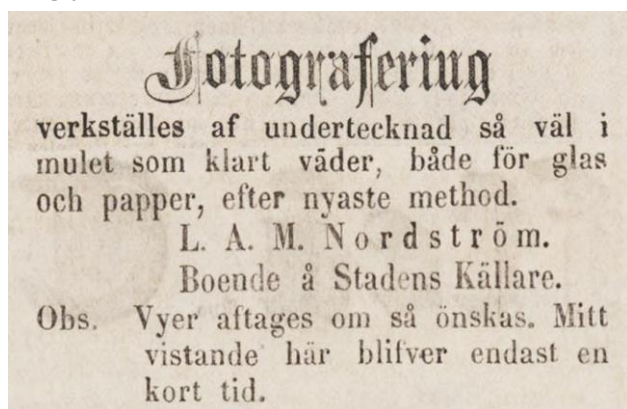 Fotografering
verkställes af undertecknad så väl i
mulet som klart väder, både för glas
och papper, efter nyaste method.
L. A. M. Nordström.
Boende å Stadens Källare.
Obs. Vyer aftages om så önskas. Mitt
vistande här blifver endast en
kort tid.